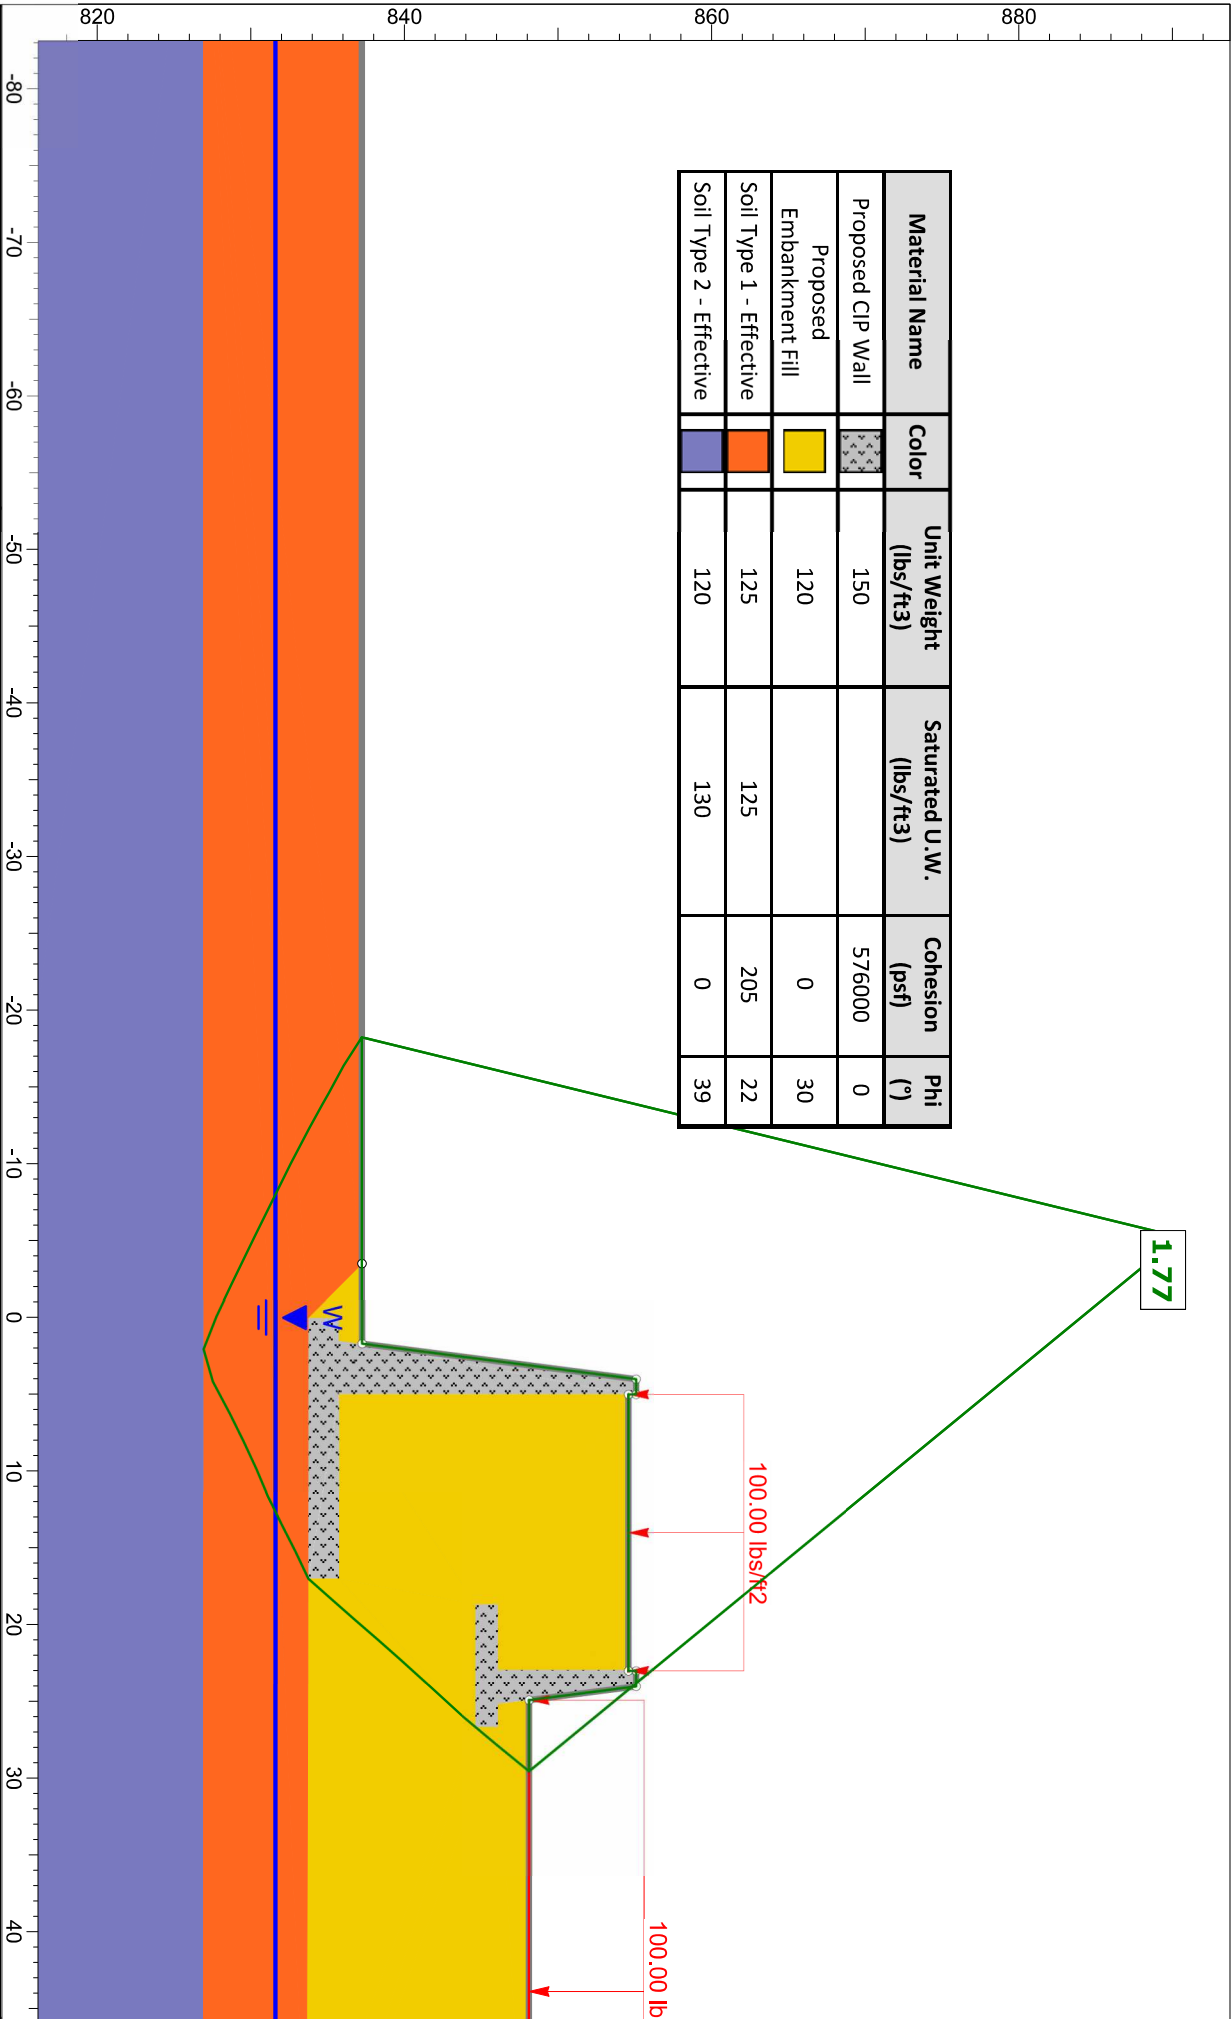 820
840
860
880
-80
-70
-60
-50
-40
-30
-20
-10
0
10
20
30
40
Material Name
Color
Unit Weight
(lbs/ft3)
Saturated U.W.
(lbs/ft3)
Cohesion
(psf)
Phi
(°)
Proposed CIP Wall
150
576000
0
Proposed
Embankment Fill
120
0
30
Soil Type 1 - Effective
125
125
205
22
Soil Type 2 - Effective
120
130
0
39
1.77
W
100.00 lbs/ft2
100.00 lb